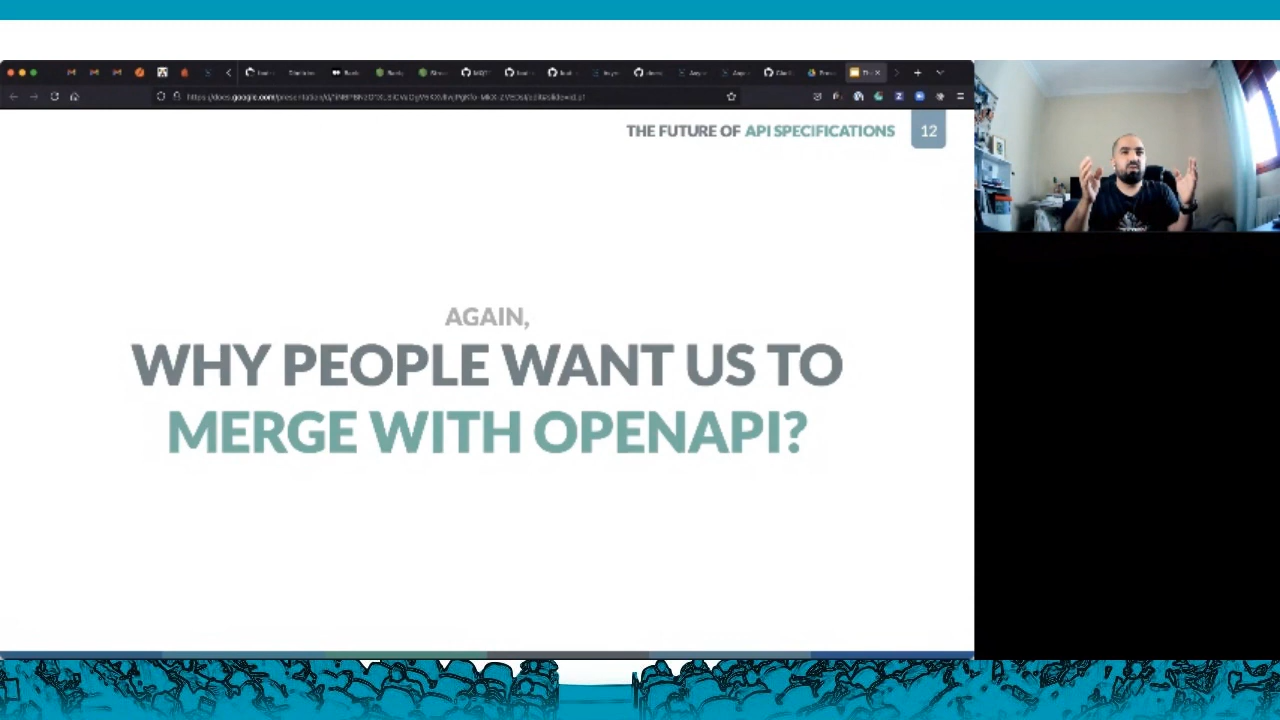 THE FUTURE OF API SPECIFICATIONS 12
AGAIN,
WHY PEOPLE WANT US TO
MERGE WITH OPENAPI?